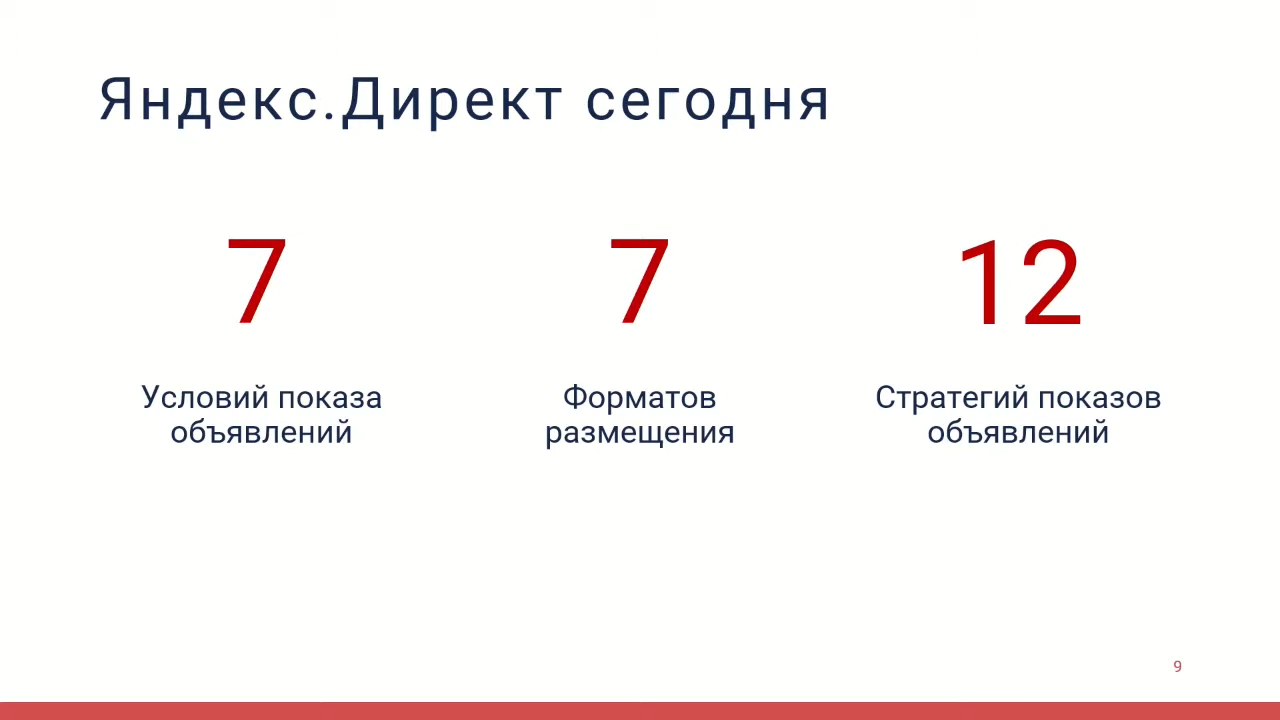 Яндекс.Директ сегодня
7
Условий показа
объявлений
7
Форматов
размещения
12
Стратегий показов
объявлений
9